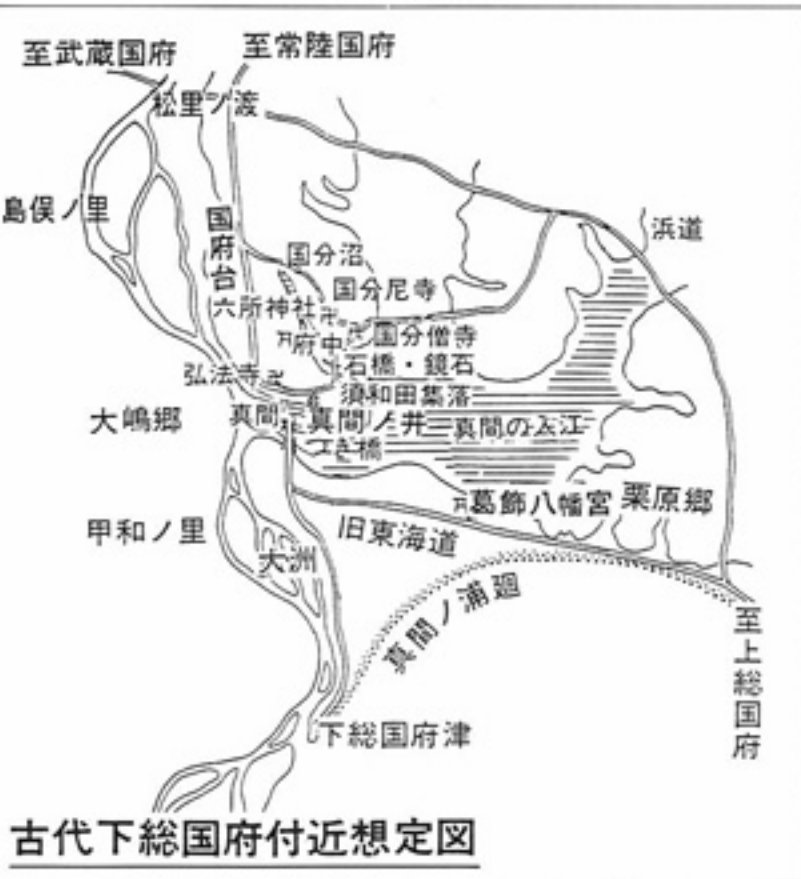 至武蔵国府
至常陸国府
松里ノ渡
島俣ノ里
国府台
浜道
国分沼
国分尼寺
六所神社
府中
国分僧寺
石橋・鏡石
弘法寺
須和田集落
大嶋郷
真間
真間ノ井
真間の入江
つぎ橋
葛飾八幡宮
栗原郷
甲和ノ里
大洲
旧東海道
真間ノ浦廻
至上総国府
下総国府津
古代下総国府付近想定図